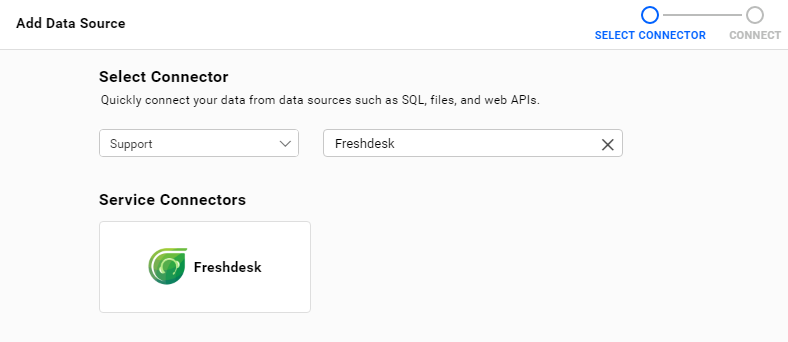 Add Data Source
SELECT CONNECTOR
CONNECT
Select Connector
Quickly connect your data from data sources such as SQL, files, and web APIs.
Support
Freshdesk
Service Connectors
Freshdesk